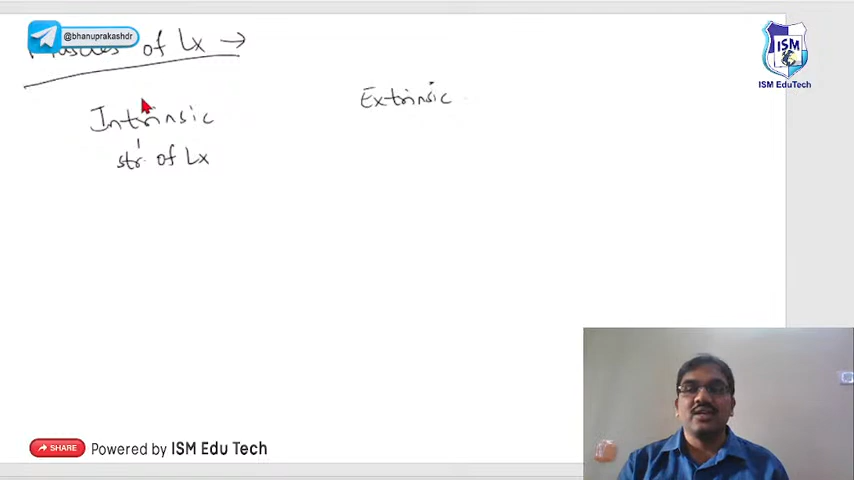 @bhanuprakashdr
of Lx →
ISM
ISM EduTech
Intrinsic
Extrinsic
str. of Lx
SHARE
Powered by ISM Edu Tech